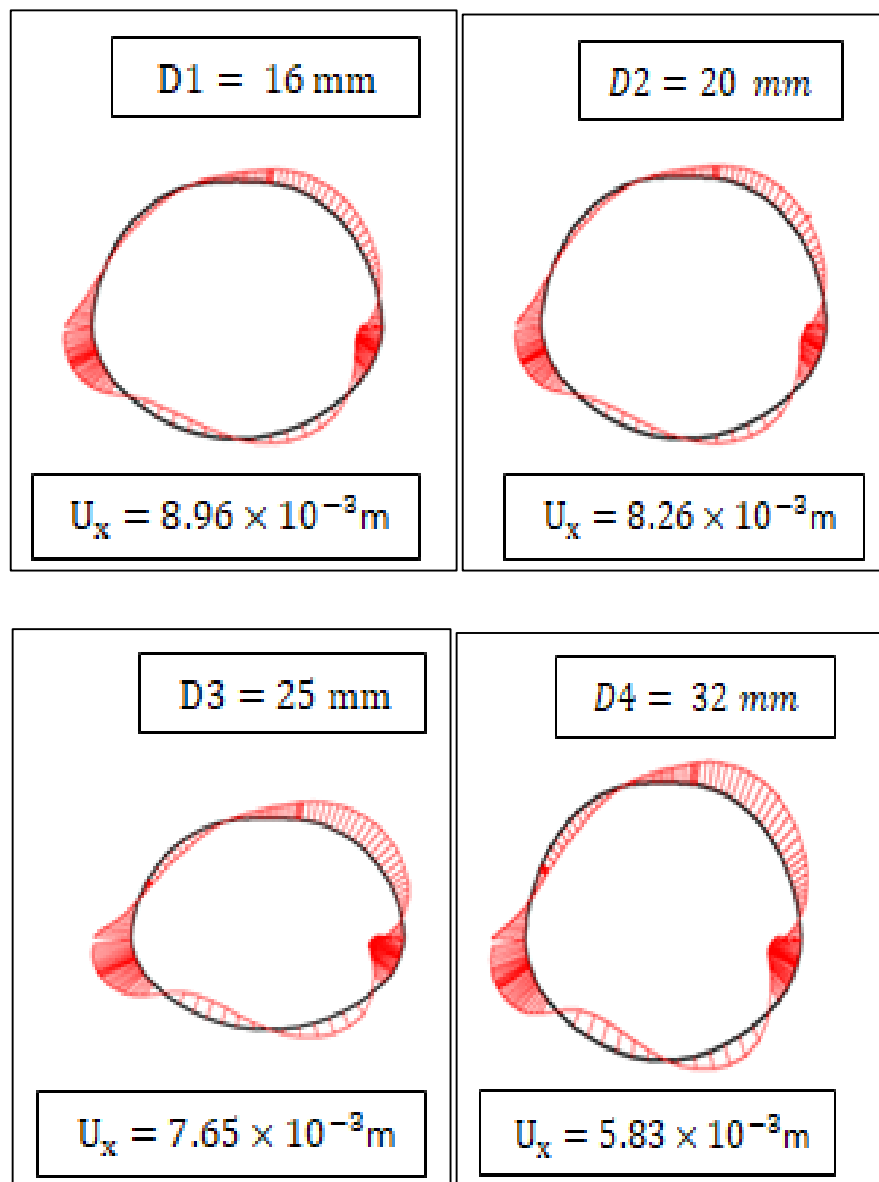 D1 = 16 mm
D2 = 20 mm
Uₓ = 8.96 × 10⁻³m
Uₓ = 8.26 × 10⁻³m
D3 = 25 mm
D4 = 32 mm
Uₓ = 7.65 × 10⁻³m
Uₓ = 5.83 × 10⁻³m